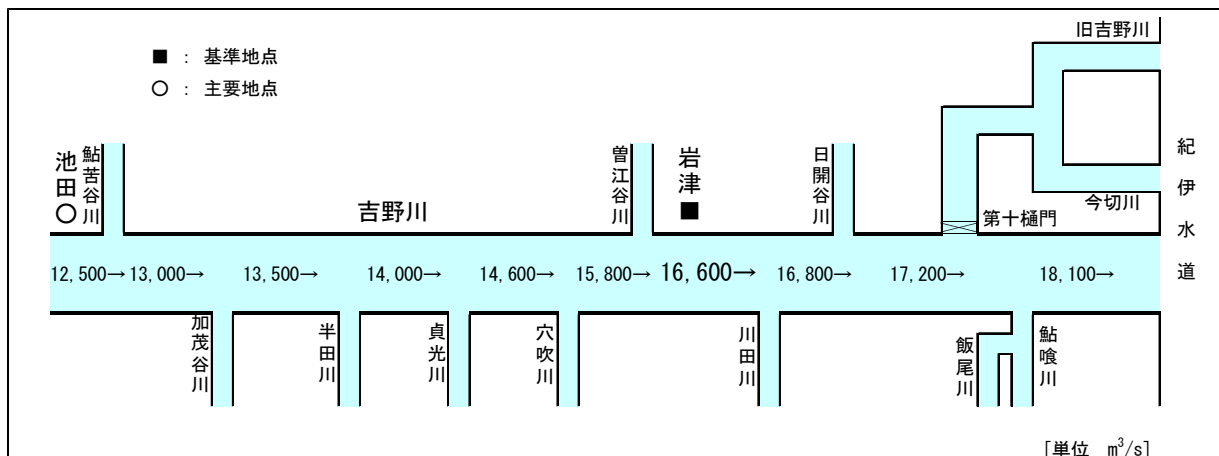 旧吉野川
■ : 基準地点
○ : 主要地点
池田○
鮎苦谷川
吉野川
曽江谷川
岩津■
日開谷川
第十樋門
今切川
紀伊水道
12,500→ 13,000→ 13,500→ 14,000→ 14,600→ 15,800→ 16,600→ 16,800→ 17,200→ 18,100→
加茂谷川
半田川
貞光川
穴吹川
川田川
飯尾川
鮎喰川
[単位 m³/s]